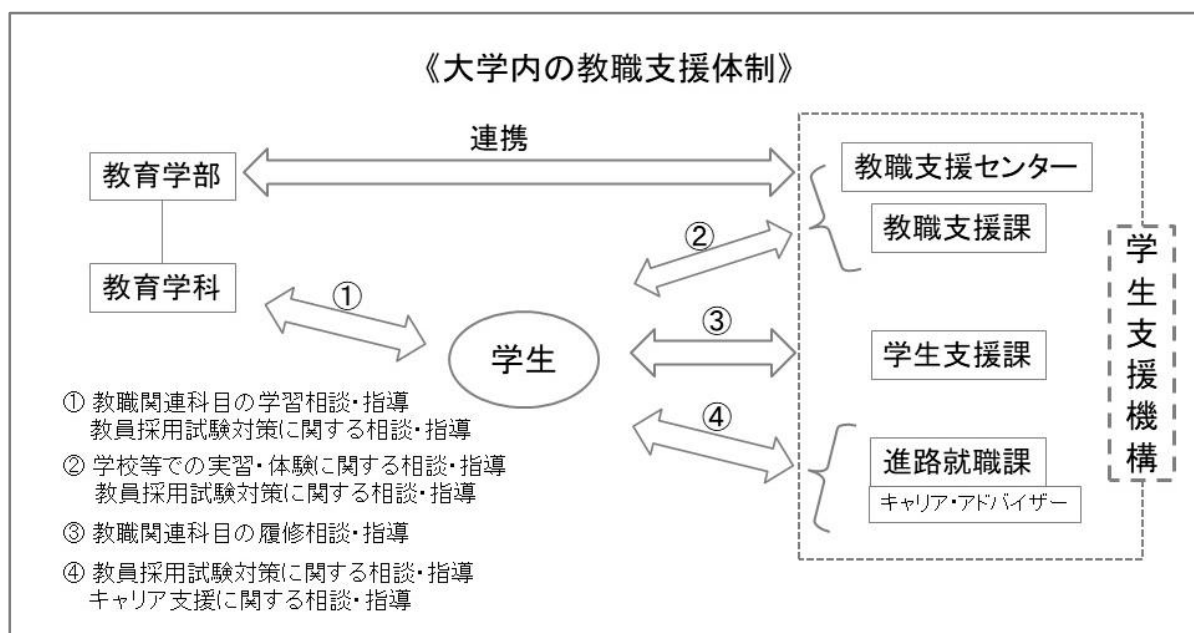 《大学内の教職支援体制》
連携
教育学部
教育学科
学生
①
②
③
④
教職支援センター
教職支援課
学生支援課
進路就職課
キャリア・アドバイザー
学生支援機構
① 教職関連科目の学習相談・指導
教員採用試験対策に関する相談・指導
② 学校等での実習・体験に関する相談・指導
教員採用試験対策に関する相談・指導
③ 教職関連科目の履修相談・指導
④ 教員採用試験対策に関する相談・指導
キャリア支援に関する相談・指導